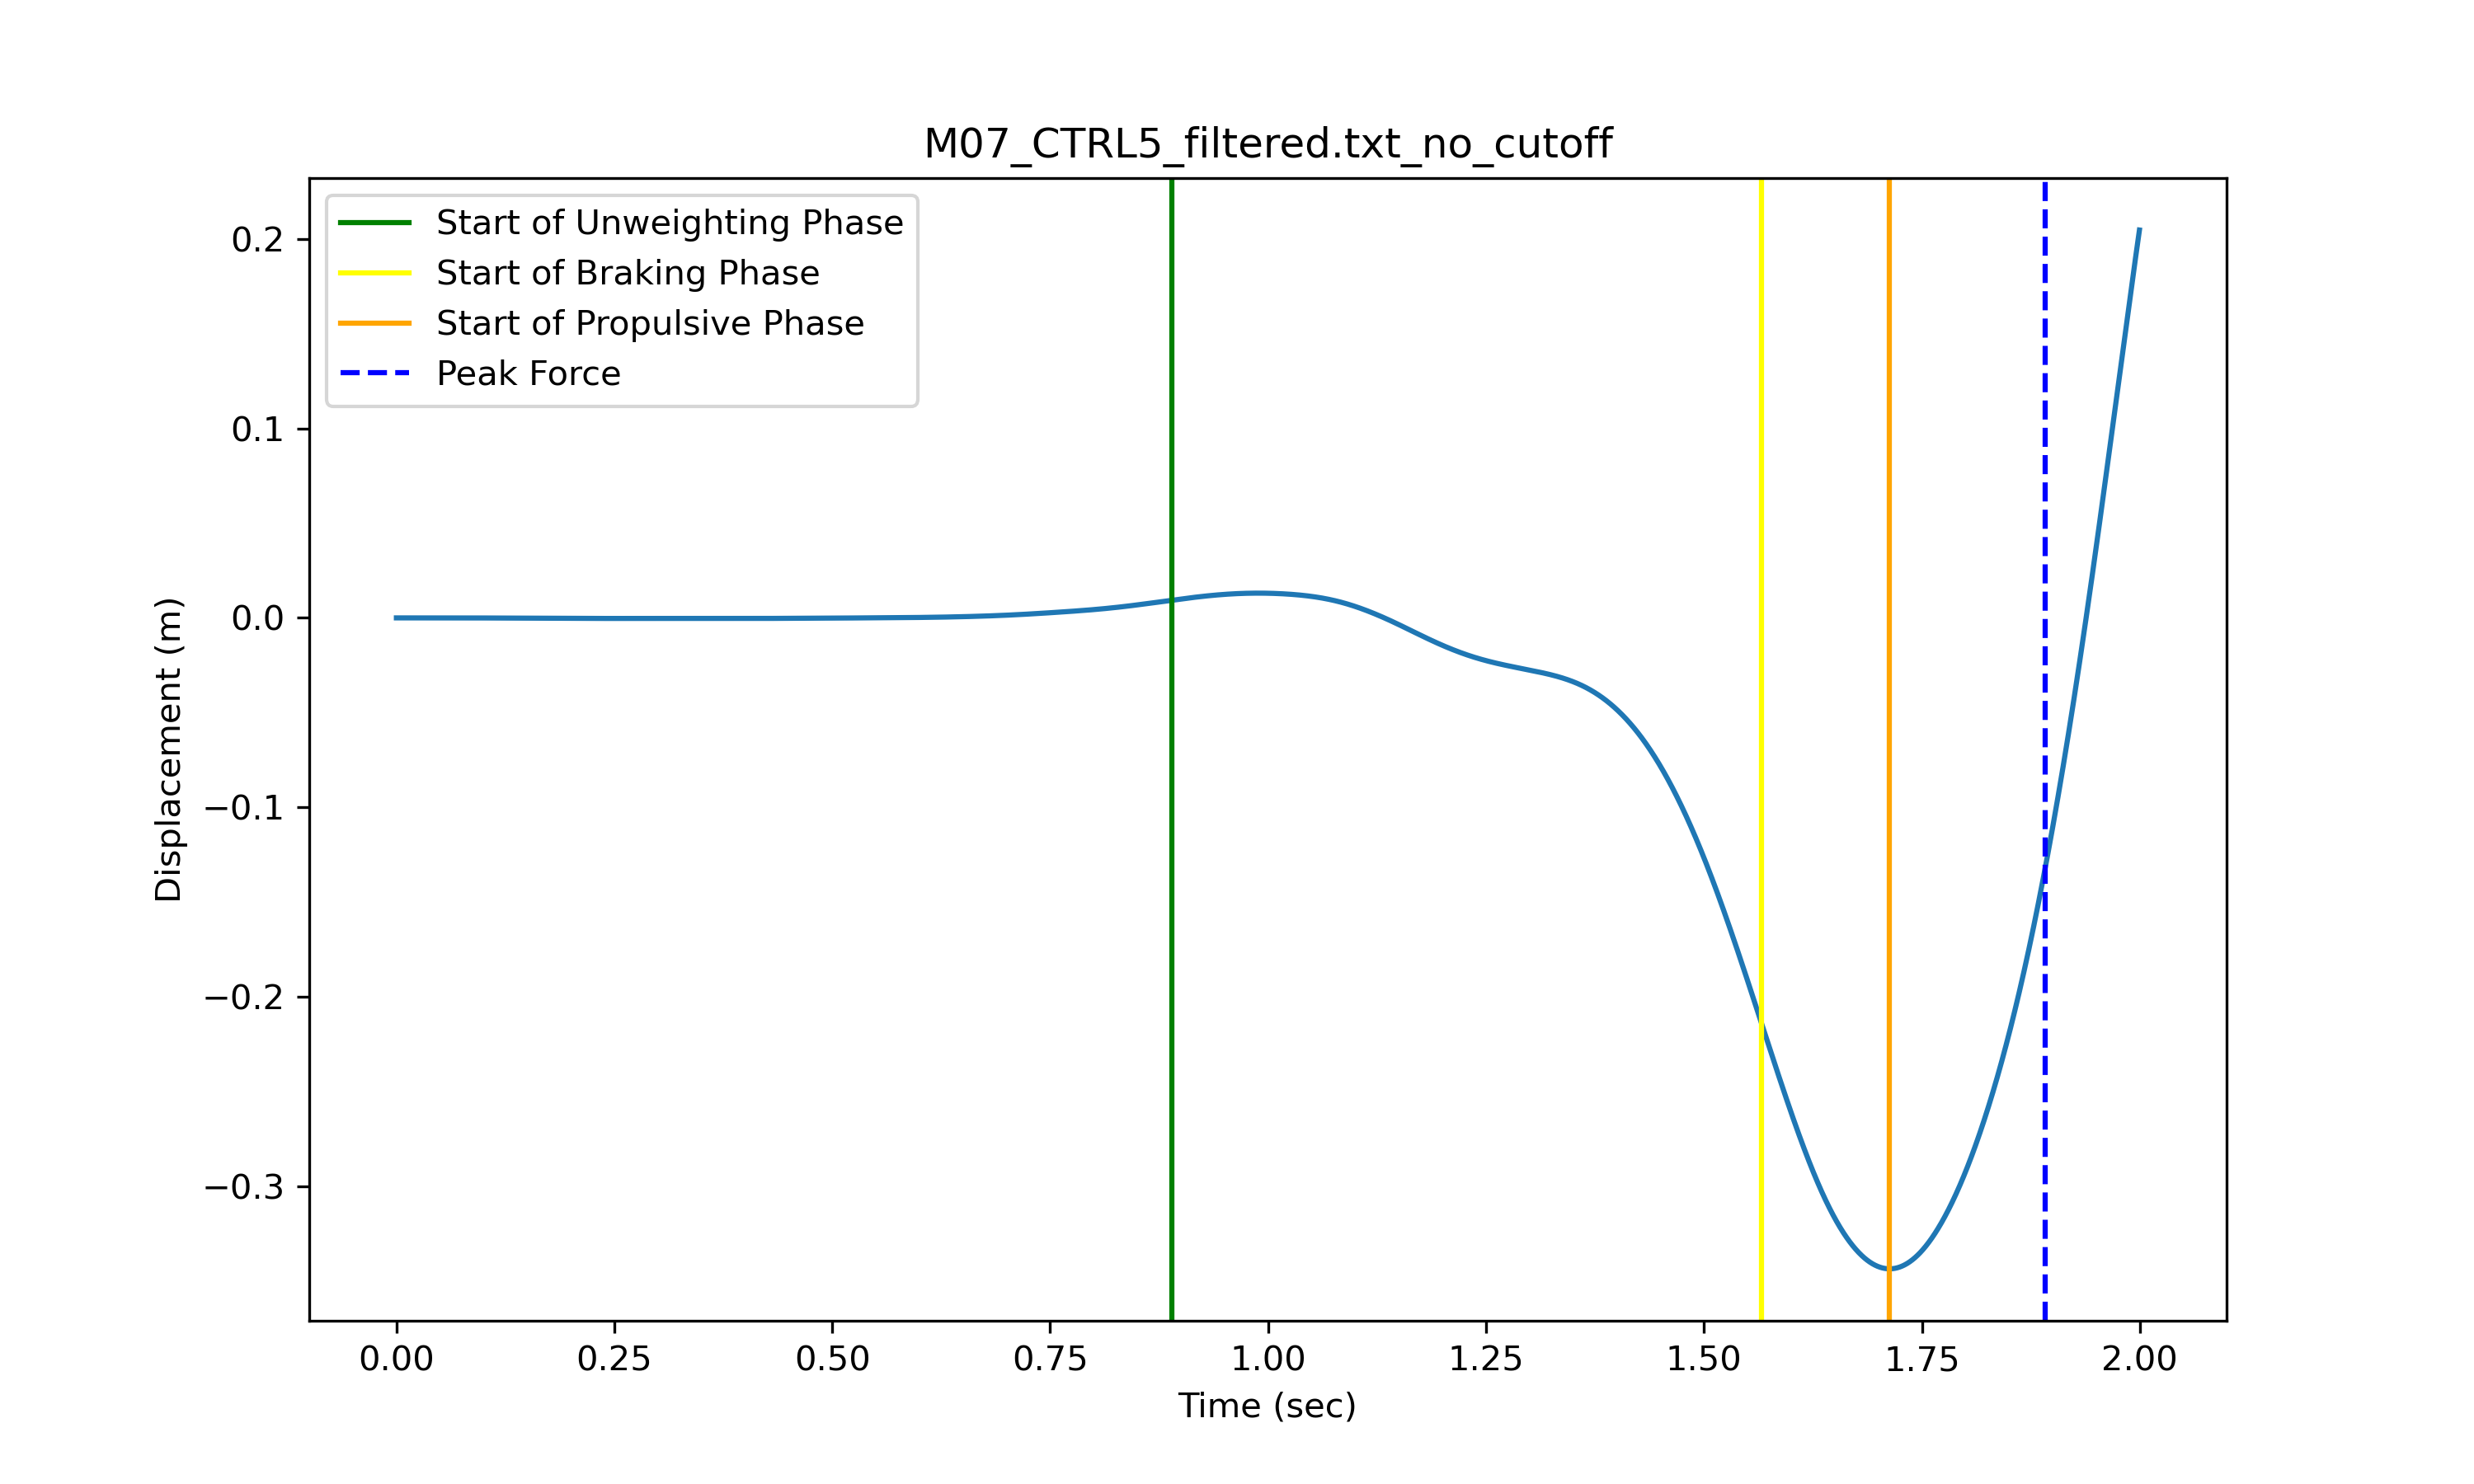 M07_CTRL5_filtered.txt_no_cutoff
Start of Unweighting Phase
Start of Braking Phase
Start of Propulsive Phase
Peak Force
0.2
0.1
0.0
−0.1
−0.2
−0.3
Displacement (m)
0.00 0.25 0.50 0.75 1.00 1.25 1.50 1.75 2.00
Time (sec)